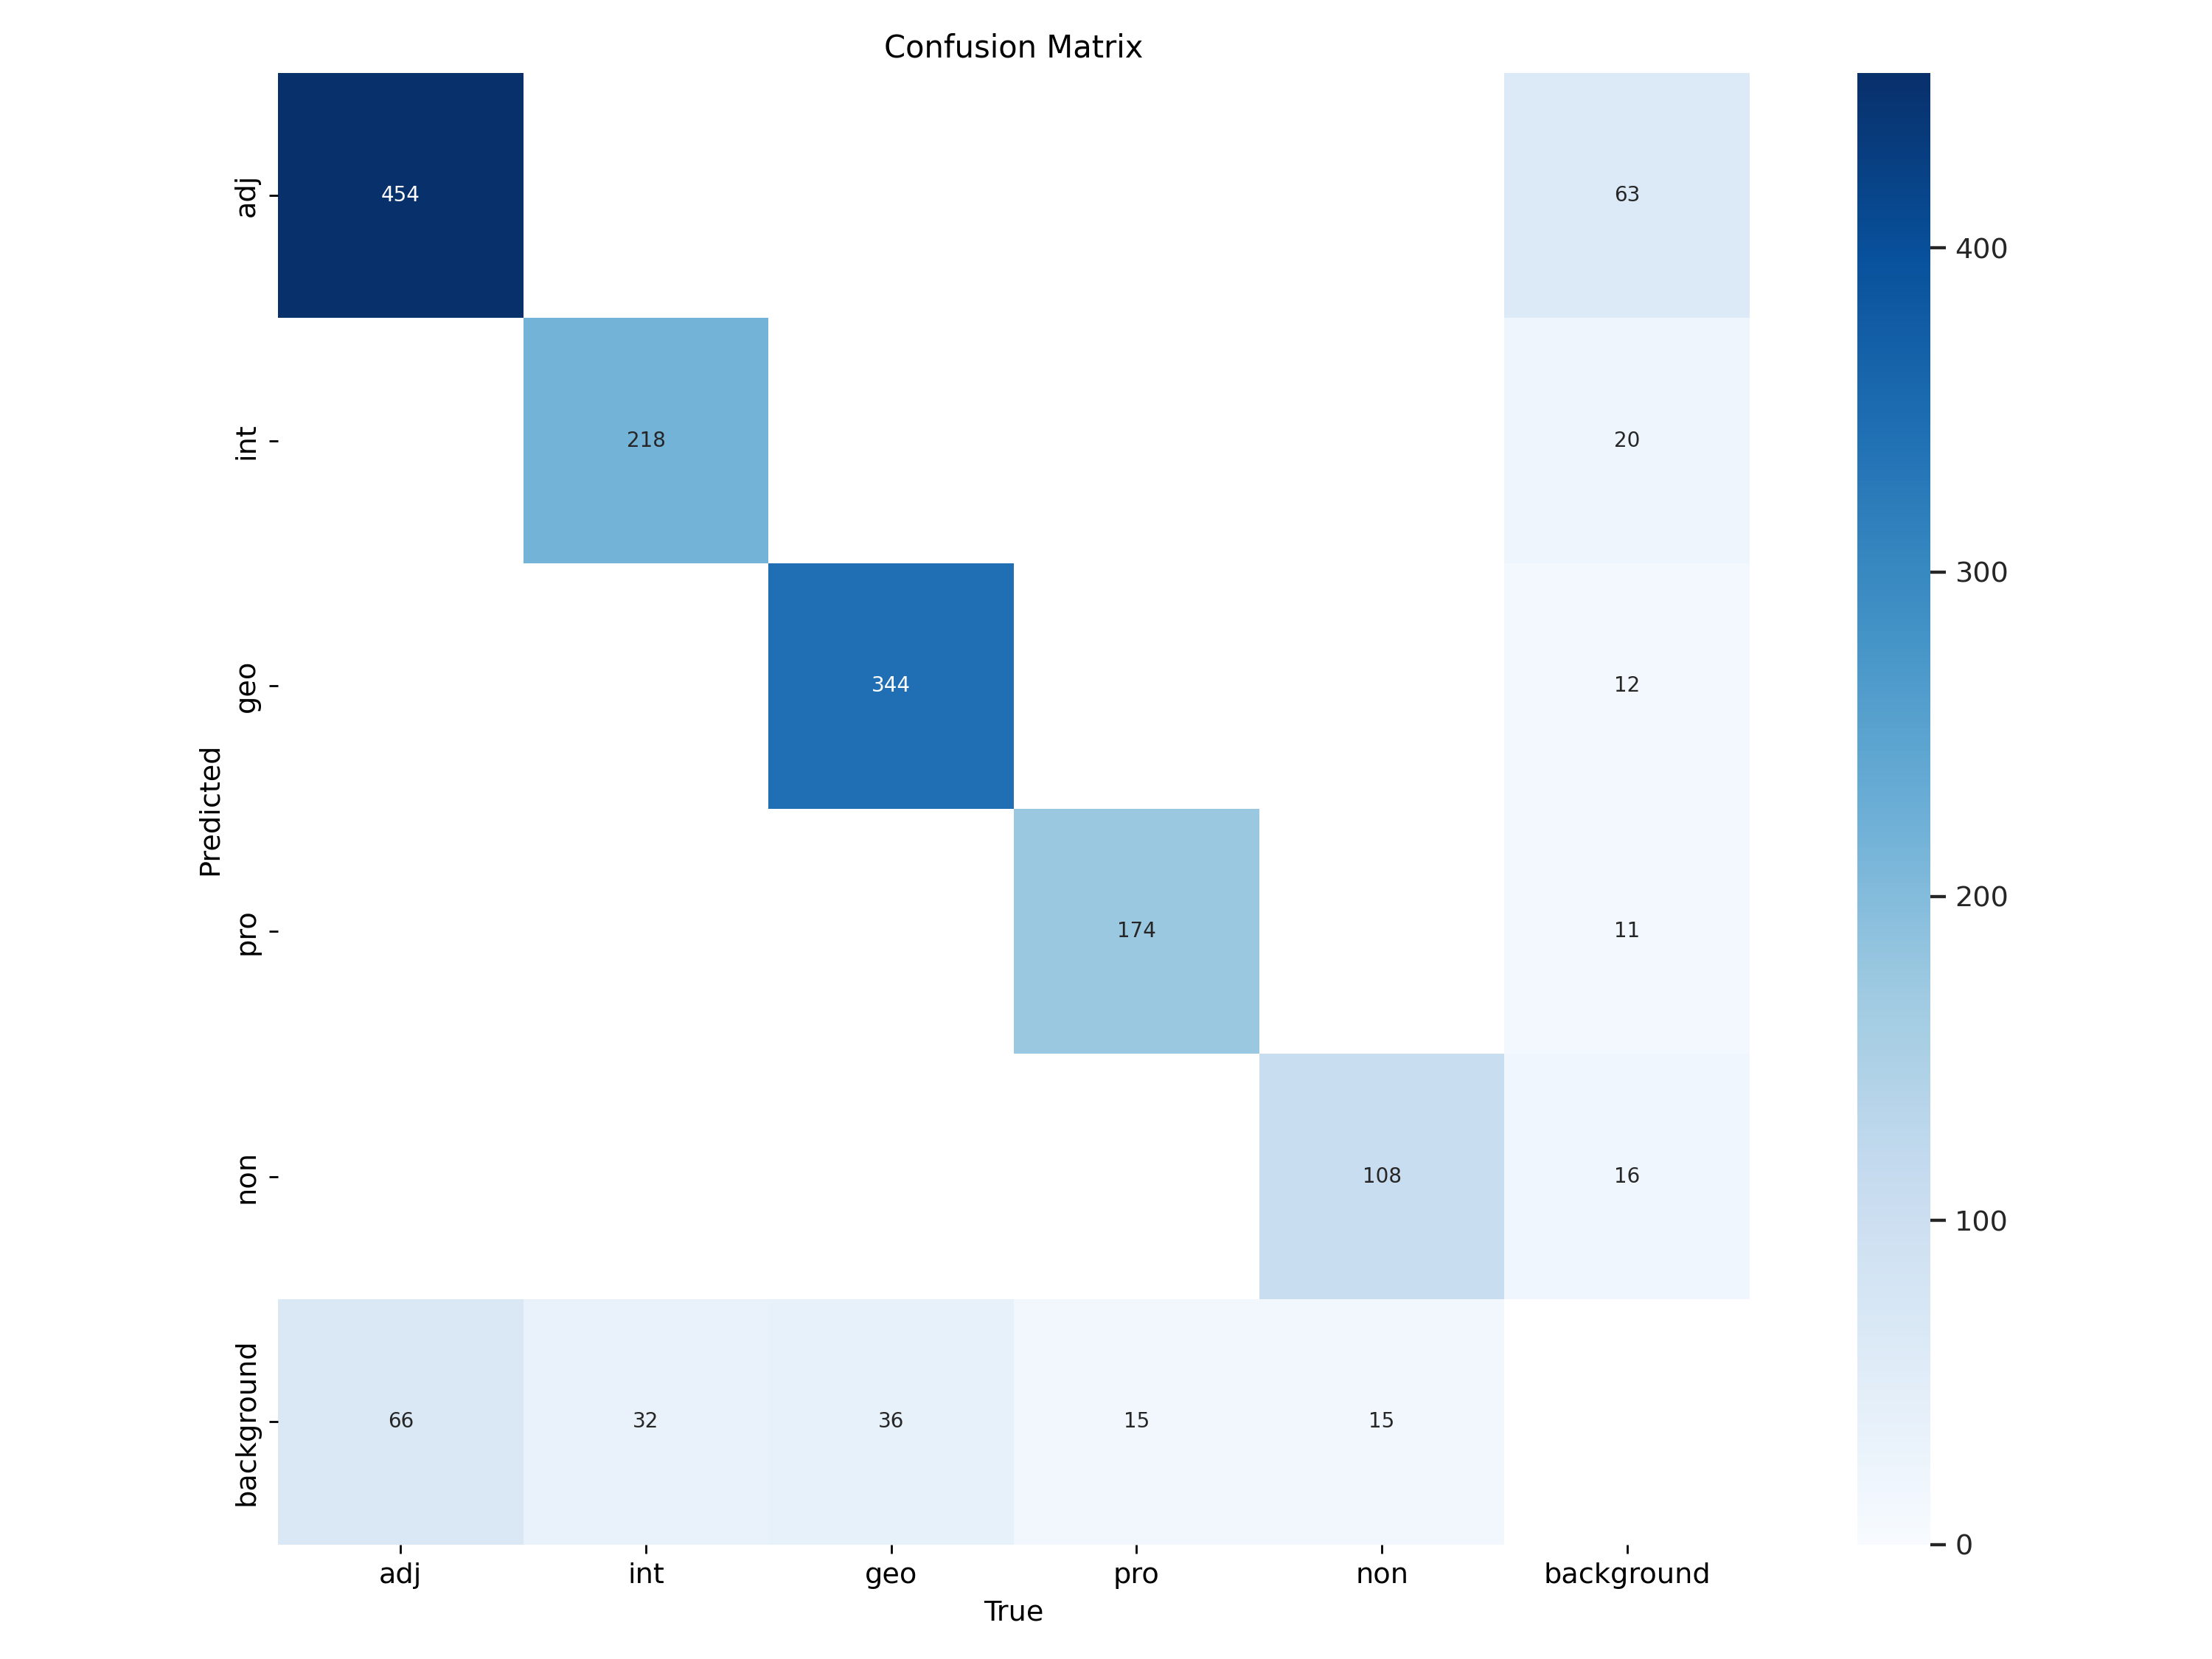 Confusion Matrix
adj
454
63
400
int
218
20
300
geo
344
12
Predicted
200
pro
174
11
non
108
16
100
background
66
32
36
15
15
0
adj
int
geo
pro
non
background
True